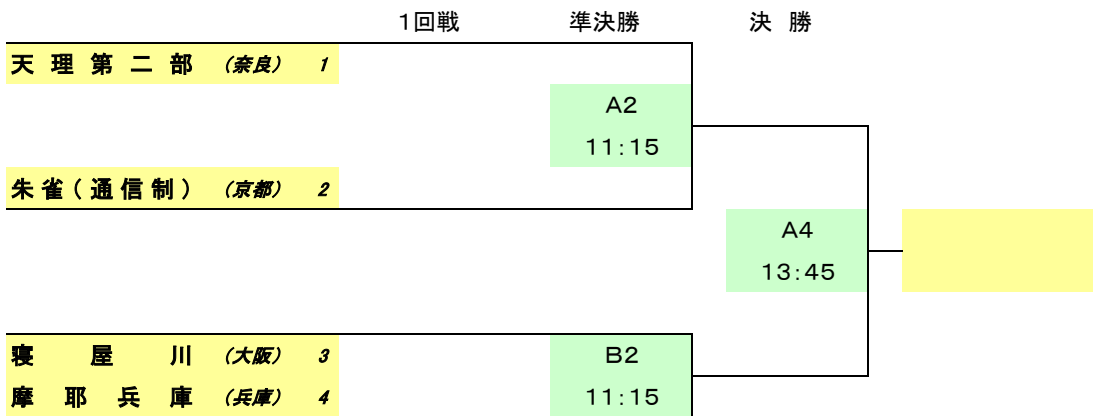 1回戦 準決勝 決 勝
天 理 第 二 部 (奈良) 1
A2
11:15
朱 雀 ( 通 信 制 ) (京都) 2
A4
13:45
寝 屋 川 (大阪) 3 B2
摩 耶 兵 庫 (兵庫) 4 11:15